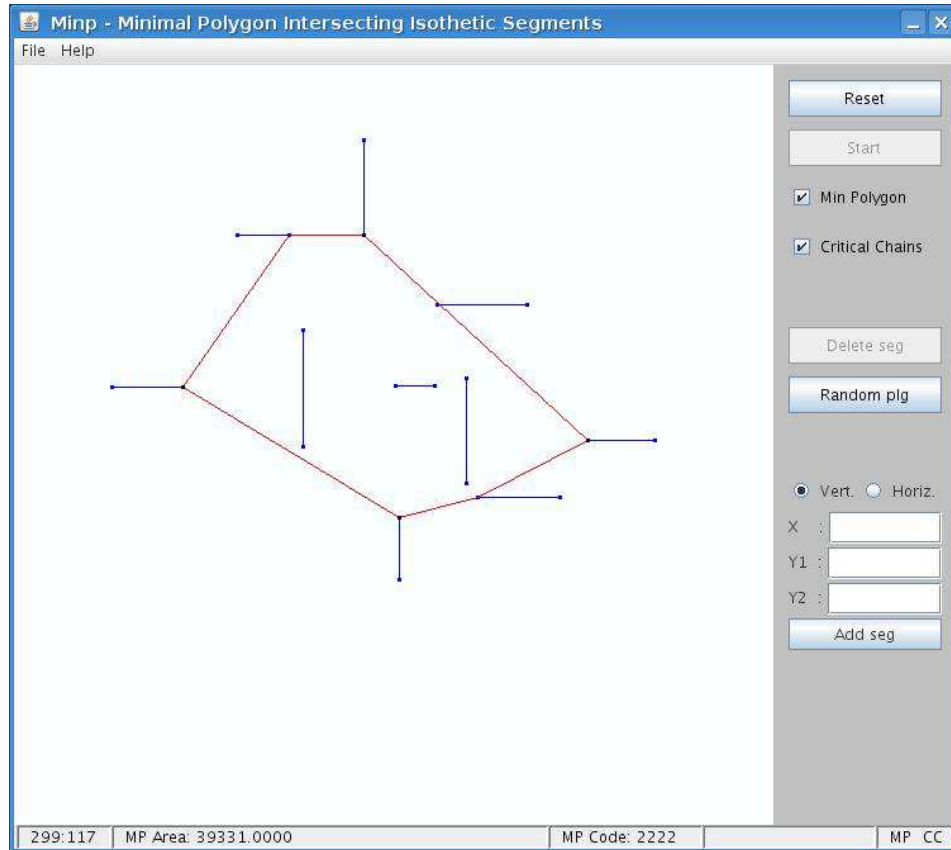 Minp - Minimal Polygon Intersecting Isothetic Segments
File Help
Reset
Start
Min Polygon
Critical Chains
Delete seg
Random plg
Vert. Horiz.
X :
Y1 :
Y2 :
Add seg
299:117 MP Area: 39331.0000 MP Code: 2222 MP CC